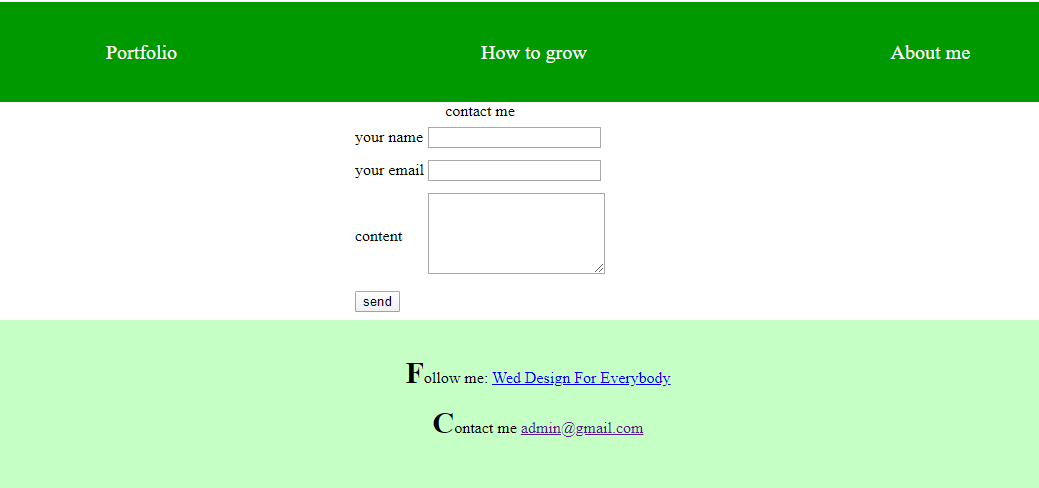 Portfolio How to grow About me
contact me
your name
your email
content
send
Follow me: Wed Design For Everybody
Contact me admin@gmail.com